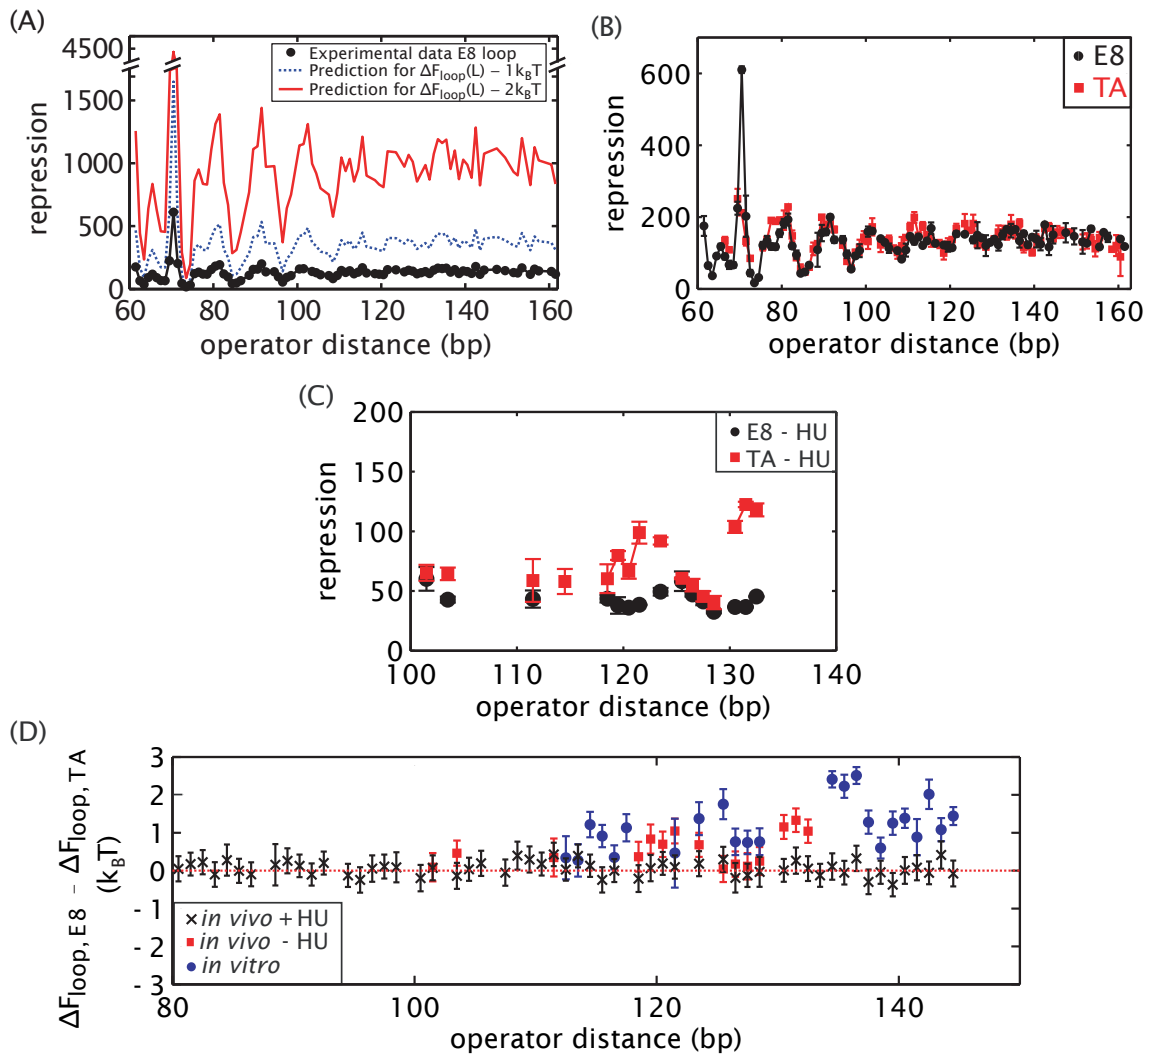 (A)
repression
4500
1500
1000
500
0
Experimental data E8 loop
Prediction for ΔF_loop(L) – 1k_BT
Prediction for ΔF_loop(L) – 2k_BT
60 80 100 120 140 160
operator distance (bp)
(B)
repression
600
400
200
0
E8
TA
60 80 100 120 140 160
operator distance (bp)
(C)
repression
200
150
100
50
0
E8 - HU
TA - HU
100 110 120 130 140
operator distance (bp)
(D)
ΔF_loop, E8 – ΔF_loop, TA
(k_BT)
3
2
1
0
- 1
- 2
- 3
in vivo + HU
in vivo - HU
in vitro
80 100 120 140
operator distance (bp)